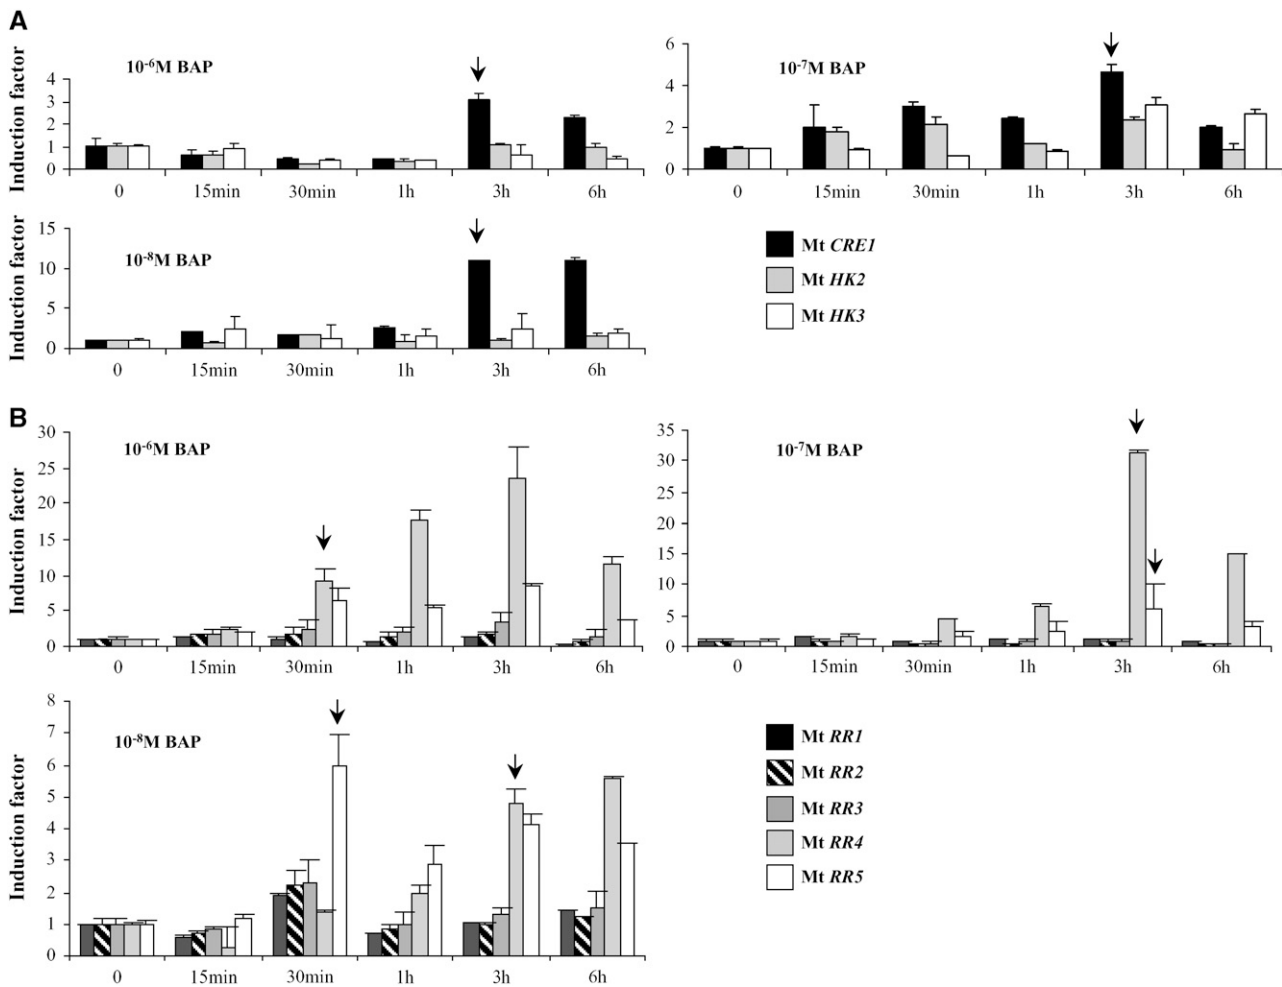 A
Induction factor
10⁻⁶M BAP
4
3
2
1
0
0 15min 30min 1h 3h 6h
10⁻⁷M BAP
6
4
2
0
0 15min 30min 1h 3h 6h
Induction factor
10⁻⁸M BAP
15
10
5
0
0 15min 30min 1h 3h 6h
Mt CRE1
Mt HK2
Mt HK3
B
Induction factor
10⁻⁶M BAP
30
25
20
15
10
5
0
0 15min 30min 1h 3h 6h
10⁻⁷M BAP
35
30
25
20
15
10
5
0
0 15min 30min 1h 3h 6h
Induction factor
10⁻⁸M BAP
8
7
6
5
4
3
2
1
0
0 15min 30min 1h 3h 6h
Mt RR1
Mt RR2
Mt RR3
Mt RR4
Mt RR5